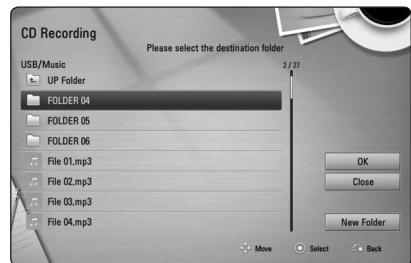 CD Recording
Please select the destination folder
USB/Music
2 / 27
UP Folder
FOLDER 04
FOLDER 05
FOLDER 06
File 01.mp3
File 02.mp3
File 03.mp3
File 04.mp3
OK
Close
New Folder
Move
Select
Back